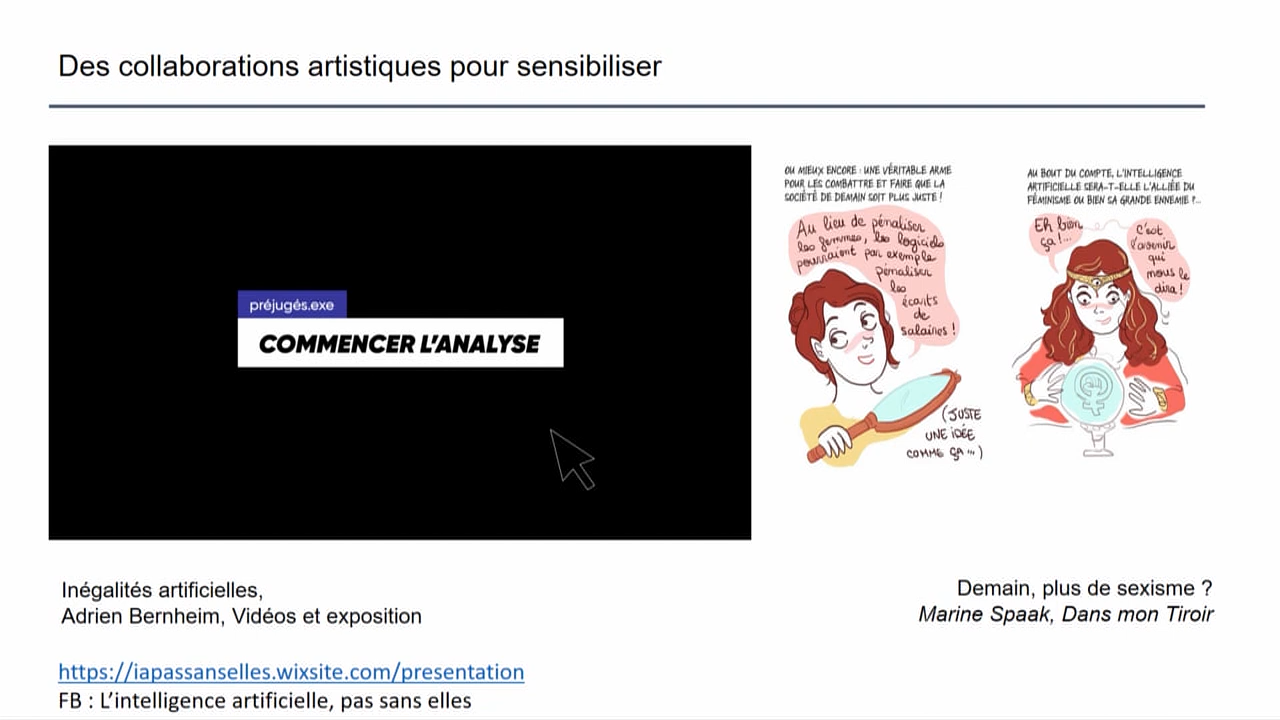 Des collaborations artistiques pour sensibiliser
préjugés.exe
COMMENCER L'ANALYSE
OU MIEUX ENCORE : UNE VÉRITABLE ARME
POUR LES COMBATTRE ET FAIRE QUE LA
SOCIÉTÉ DE DEMAIN SOIT PLUS JUSTE !
Au lieu de pénaliser
les femmes, les logiciels
pourraient par exemple
pénaliser
les
écarts
de
salaires !
(JUSTE
UNE IDÉE
COMME ÇA ...)
AU BOUT DU COMPTE, L'INTELLIGENCE
ARTIFICIELLE SERA-T-ELLE L'ALLIÉE DU
FÉMINISME OU BIEN SA GRANDE ENNEMIE ?...
Eh bien
ça !...
C'est
l'avenir
qui
nous le
dira !
Inégalités artificielles,
Adrien Bernheim, Vidéos et exposition
Demain, plus de sexisme ?
Marine Spaak, Dans mon Tiroir
https://iapassanselles.wixsite.com/presentation
FB : L'intelligence artificielle, pas sans elles